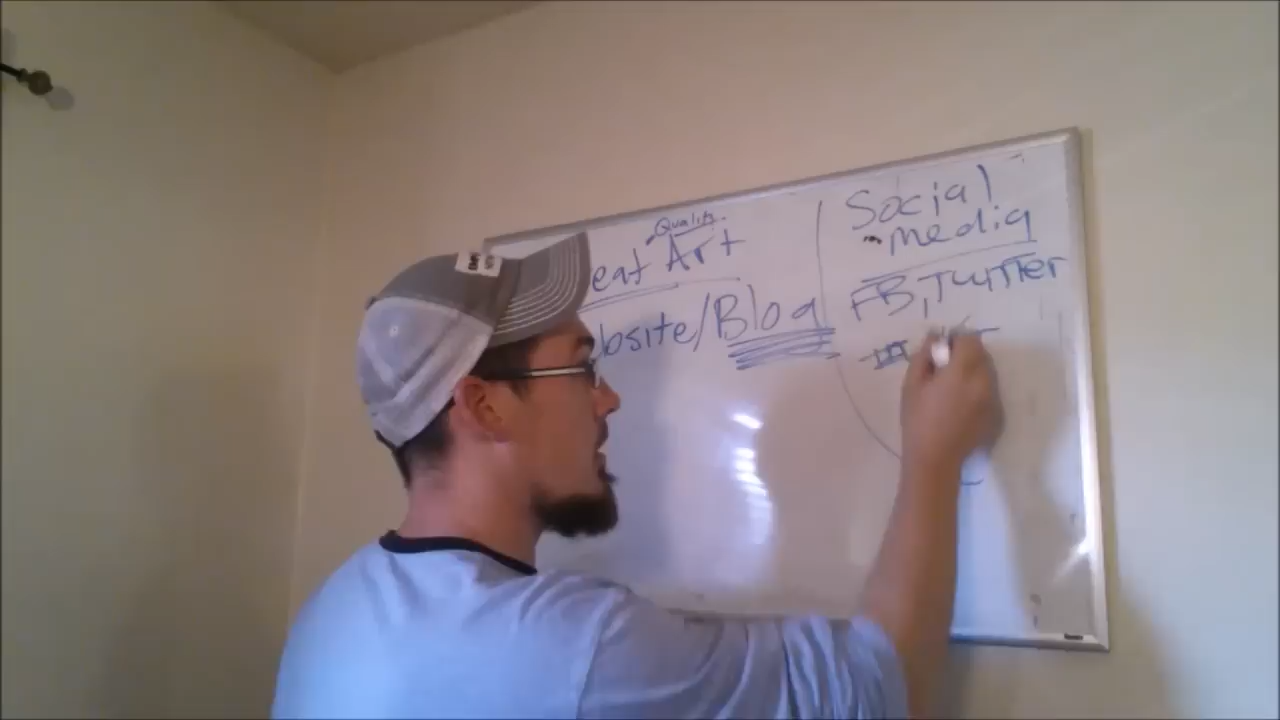 Quality
eat Art
bsite/Blog
Social
media
FB, Twitter